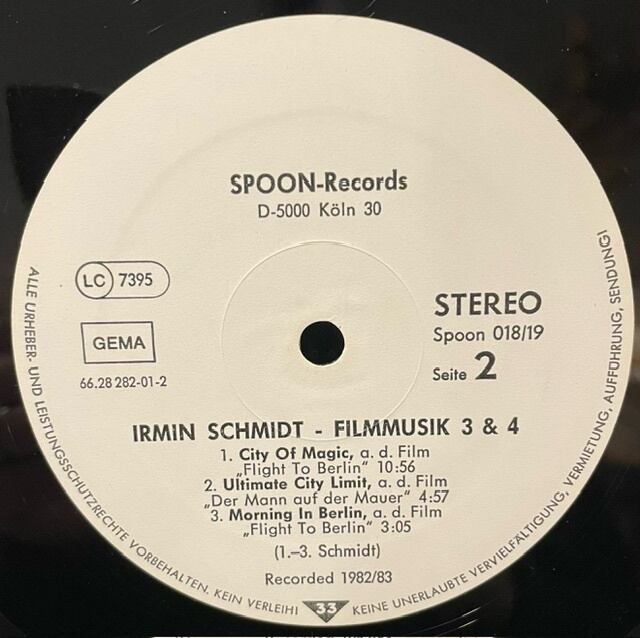 SPOON-Records
D-5000 Köln 30
LC 7395
GEMA
66.28 282-01-2
STEREO
Spoon 018/19
Seite 2
IRMIN SCHMIDT - FILMMUSIK 3 & 4
1. City Of Magic, a. d. Film
„Flight To Berlin“ 10:56
2. Ultimate City Limit, a. d. Film
„Der Mann auf der Mauer“ 4:57
3. Morning In Berlin, a. d. Film
„Flight To Berlin“ 3:05
(1.–3. Schmidt)
Recorded 1982/83
ALLE URHEBER- UND LEISTUNGSSCHUTZRECHTE VORBEHALTEN. KEIN VERLEIH! 33 KEINE UNERLAUBTE VERVIELFÄLTIGUNG, VERMIETUNG, AUFFÜHRUNG, SENDUNG!